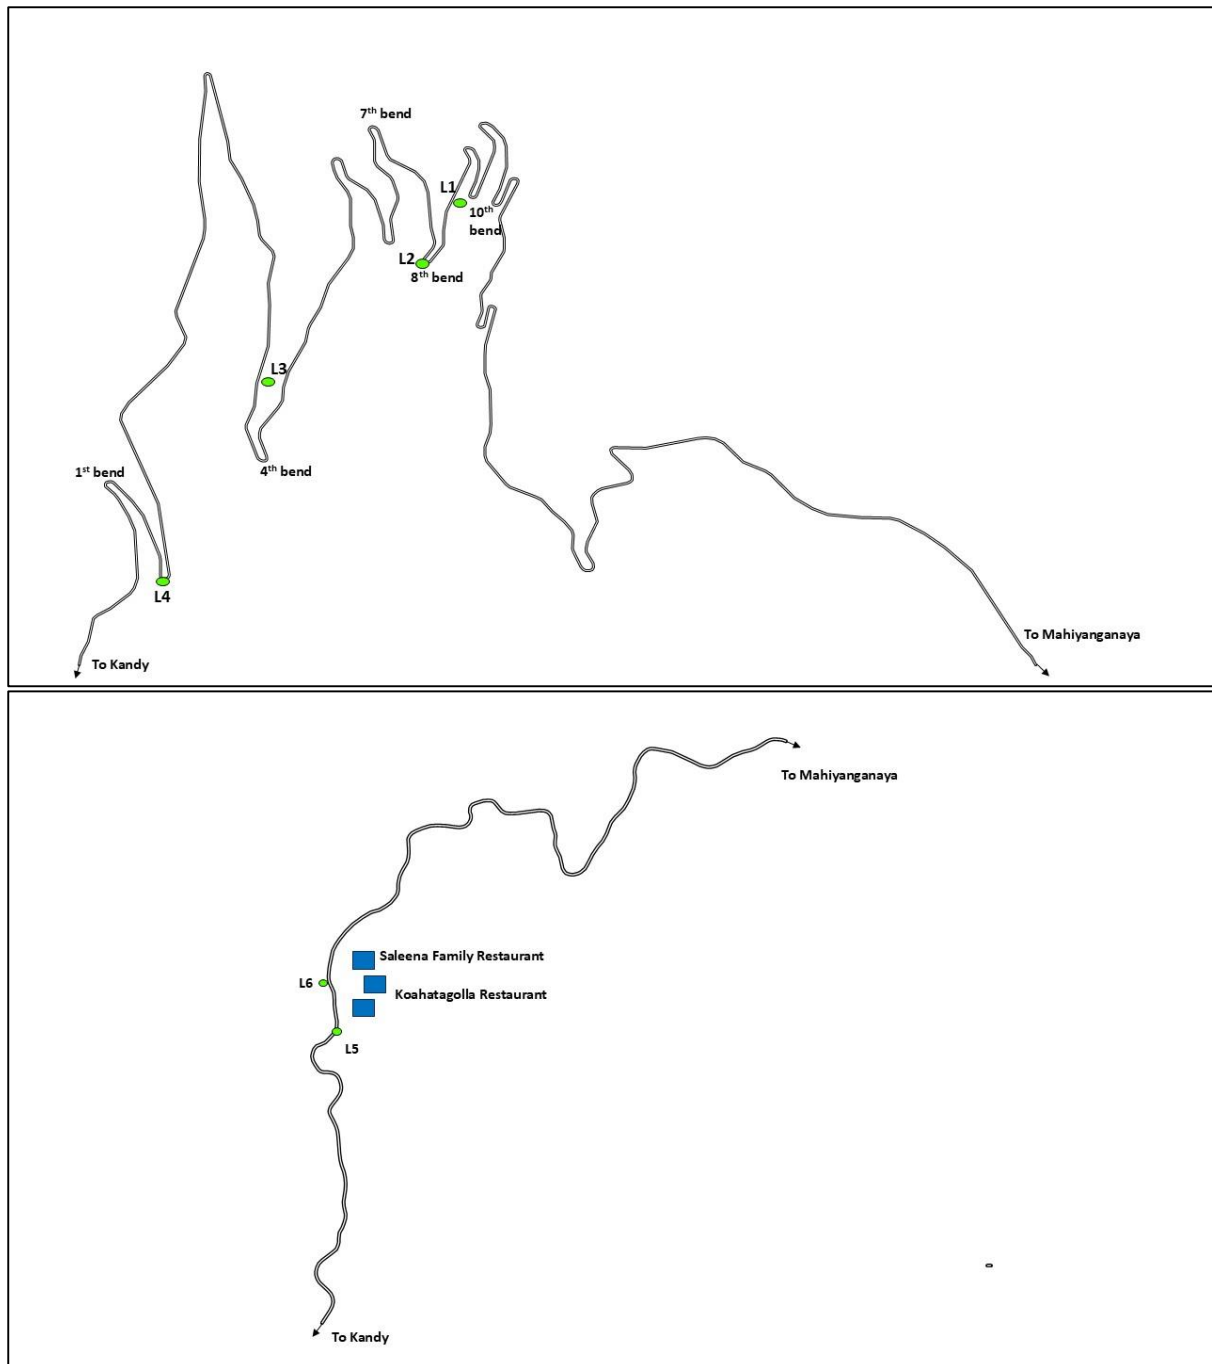 7th bend
L1
10th
bend
L2
8th bend
L3
1st bend
4th bend
L4
To Kandy
To Mahiyanganaya
To Mahiyanganaya
Saleena Family Restaurant
L6
Koahatagolla Restaurant
L5
To Kandy